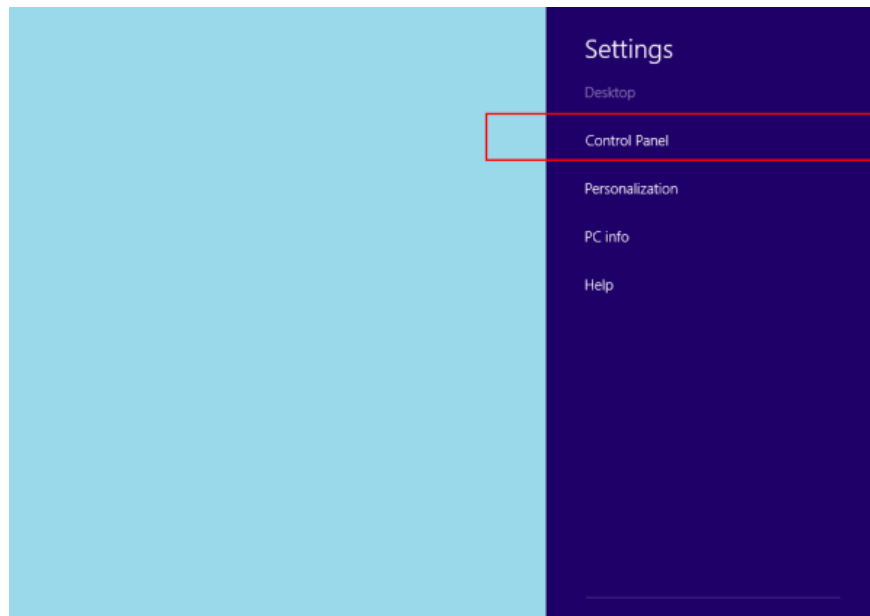 Settings
Desktop
Control Panel
Personalization
PC info
Help